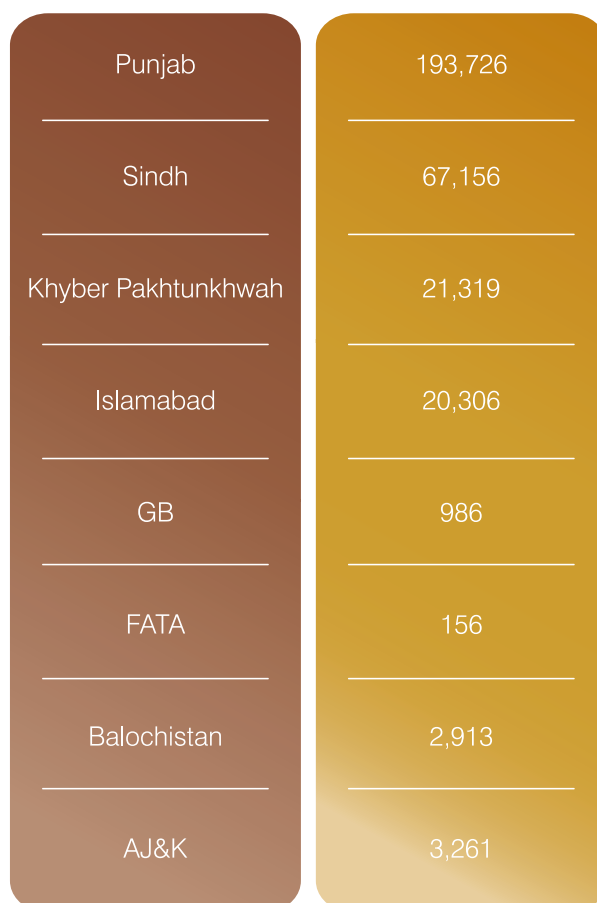 Punjab 193,726
Sindh 67,156
Khyber Pakhtunkhwah 21,319
Islamabad 20,306
GB 986
FATA 156
Balochistan 2,913
AJ&K 3,261